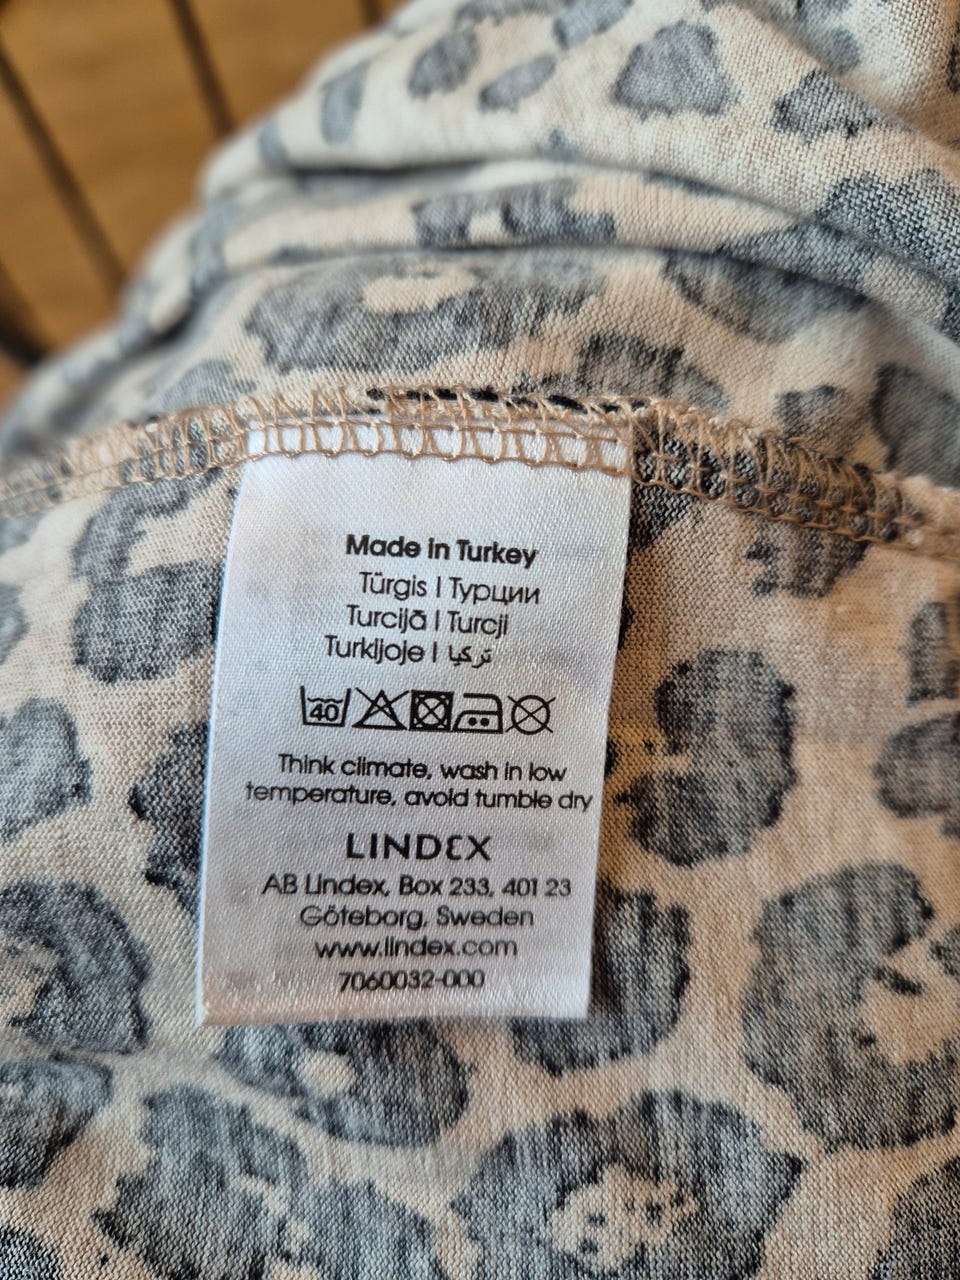 Made in Turkey
Türgis | Турции
Turcijā | Turcji
Turkijoje | تركيا
40
Think climate, wash in low
temperature, avoid tumble dry
LINDEX
AB Lindex, Box 233, 401 23
Göteborg, Sweden
www.lindex.com
7060032-000